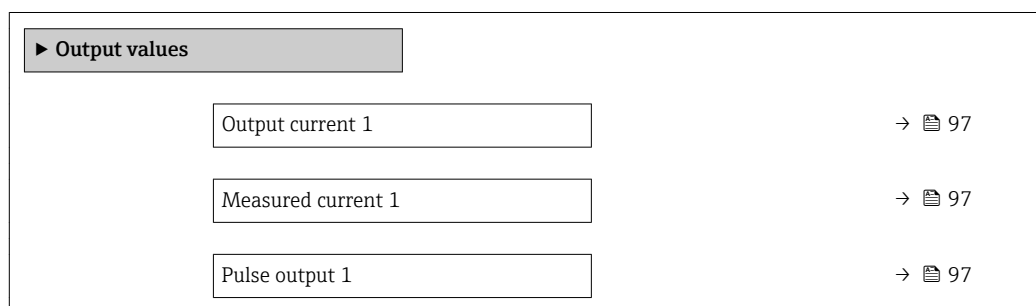 ▶ Output values
Output current 1 → 97
Measured current 1 → 97
Pulse output 1 → 97